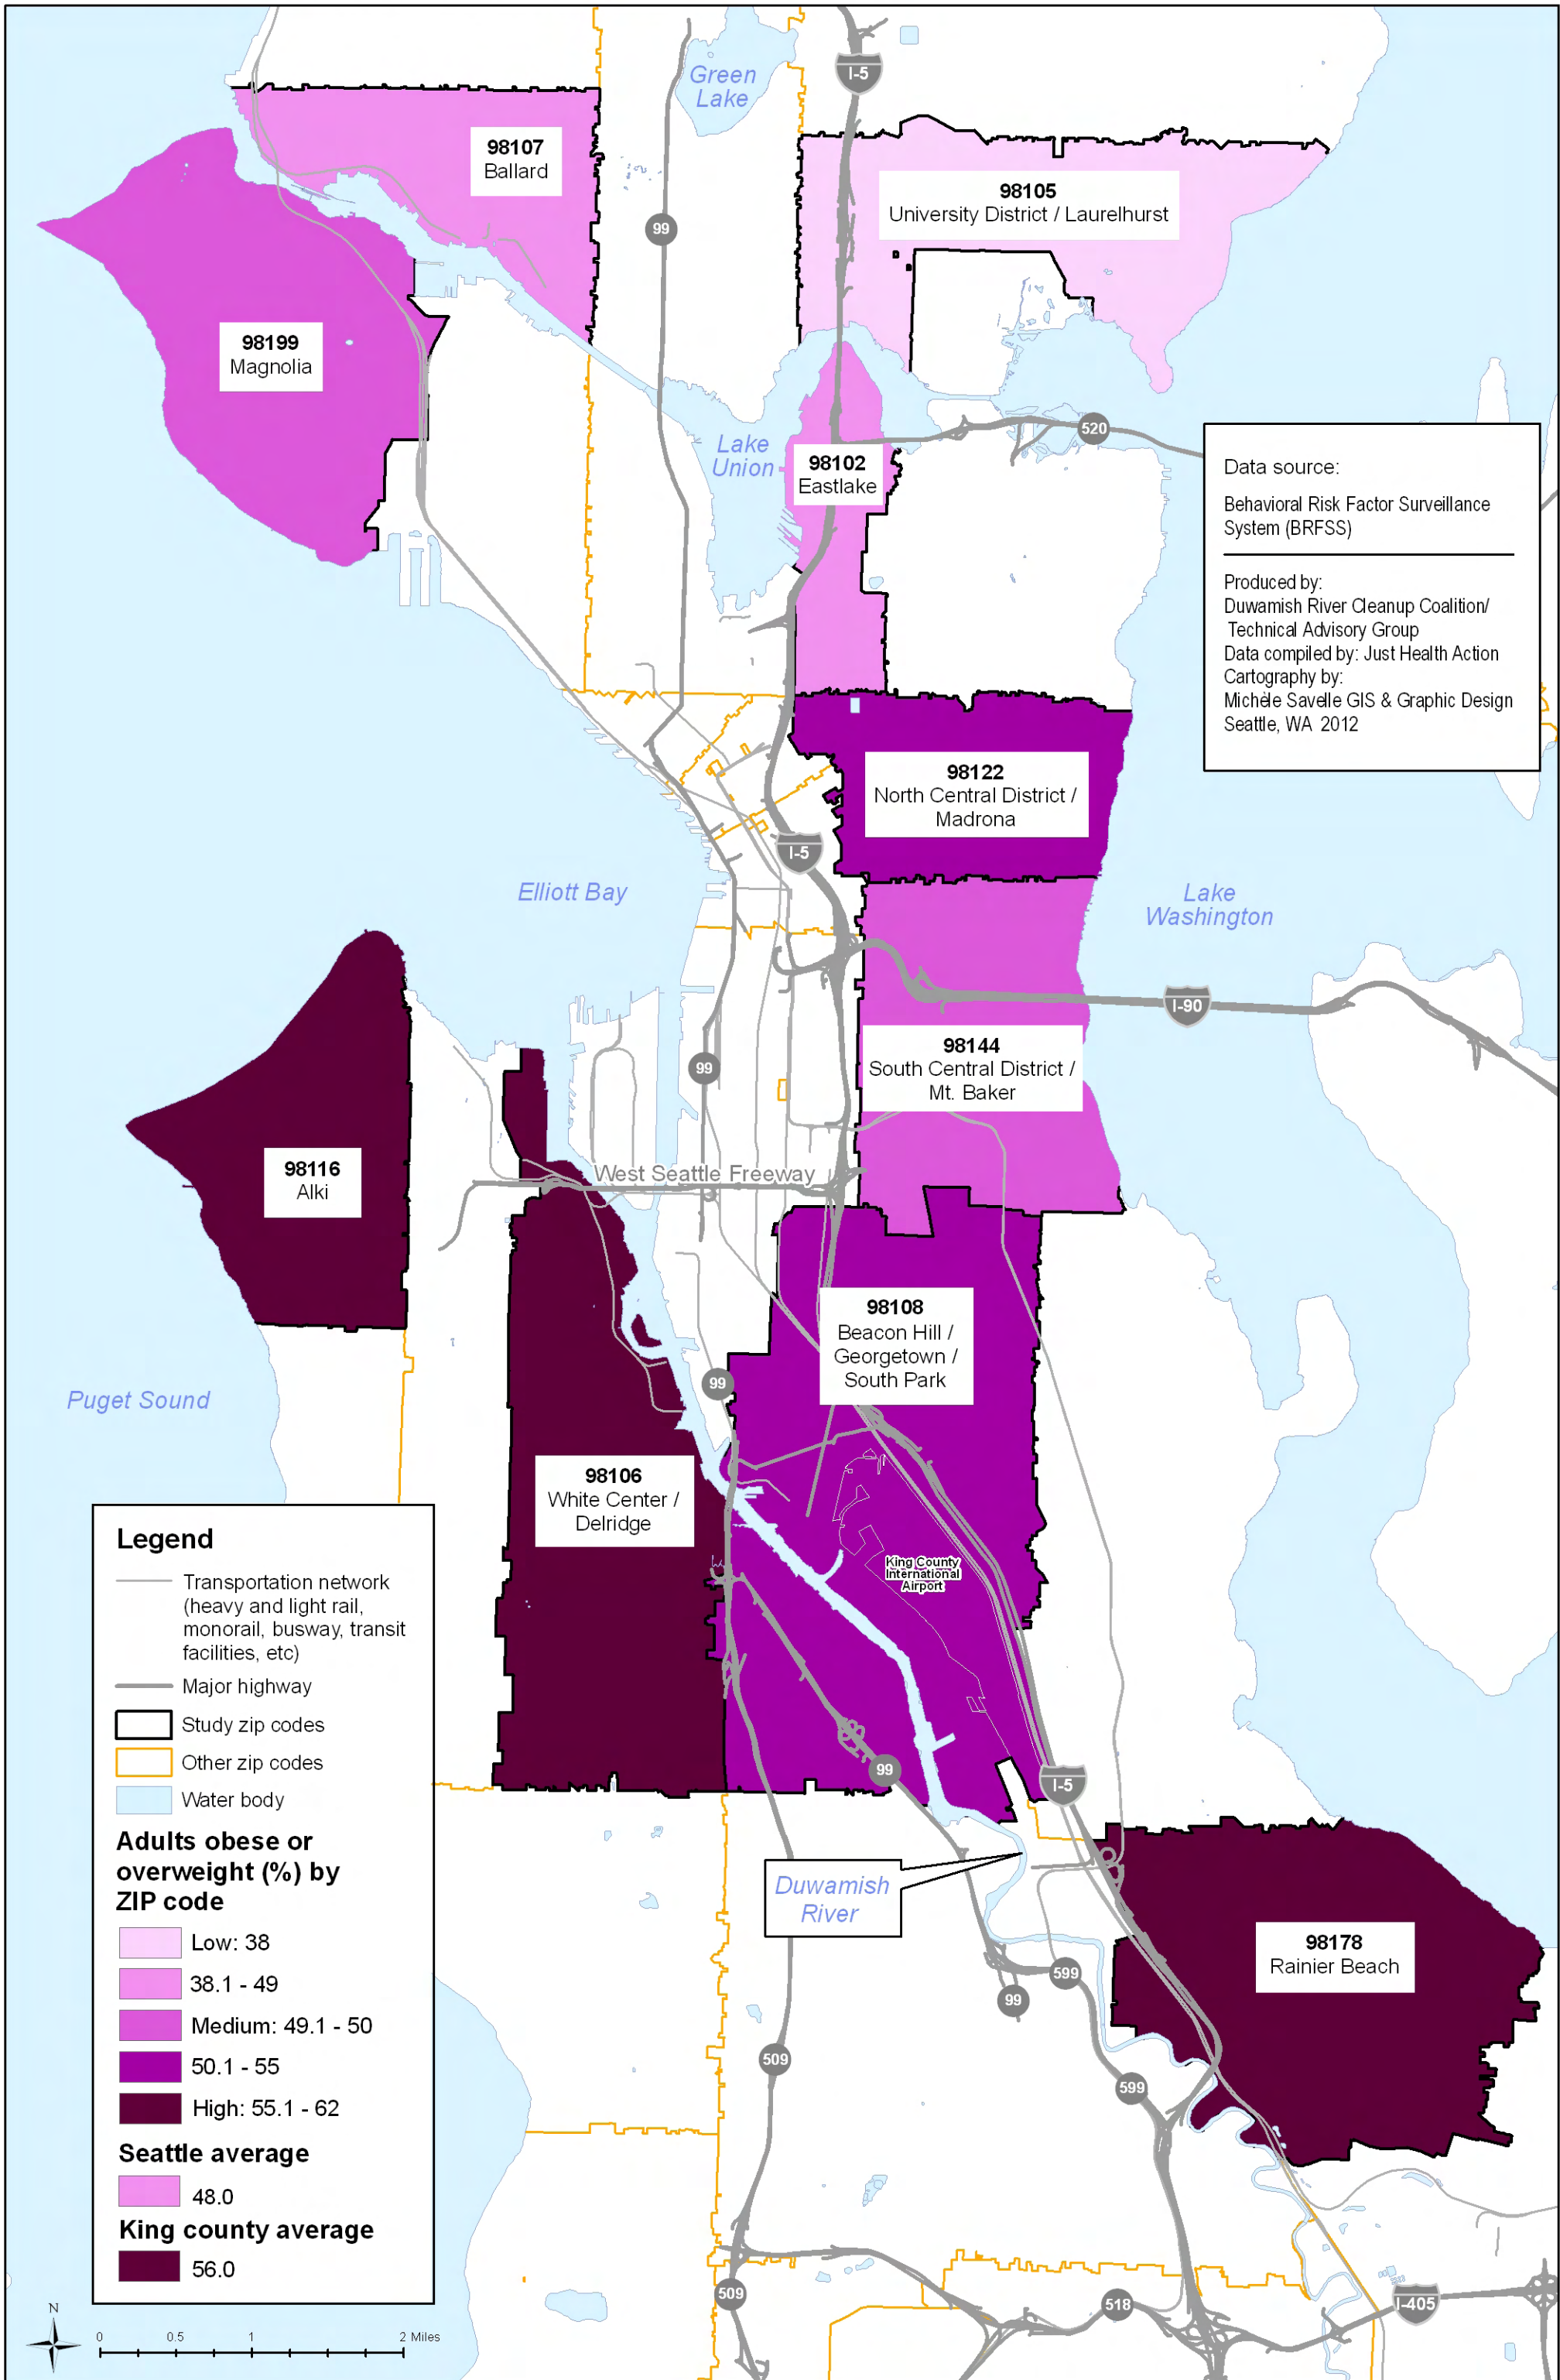 Green
Lake
I-5
98107
Ballard
98105
University District / Laurelhurst
99
98199
Magnolia
520
Lake
Union
98102
Eastlake
Data source:
Behavioral Risk Factor Surveillance
System (BRFSS)
Produced by:
Duwamish River Cleanup Coalition/
Technical Advisory Group
Data compiled by: Just Health Action
Cartography by:
Michèle Savelle GIS & Graphic Design
Seattle, WA 2012
98122
North Central District /
Madrona
I-5
Elliott Bay
Lake
Washington
I-90
98144
South Central District /
Mt. Baker
99
98116
Alki
West Seattle Freeway
98108
Beacon Hill /
Georgetown /
South Park
99
Puget Sound
98106
White Center /
Delridge
King County
International
Airport
99
I-5
Duwamish
River
98178
Rainier Beach
599
99
509
599
509
518
I-405
Legend
Transportation network
(heavy and light rail,
monorail, busway, transit
facilities, etc)
Major highway
Study zip codes
Other zip codes
Water body
Adults obese or
overweight (%) by
ZIP code
Low: 38
38.1 - 49
Medium: 49.1 - 50
50.1 - 55
High: 55.1 - 62
Seattle average
48.0
King county average
56.0
N
0 0.5 1 2 Miles